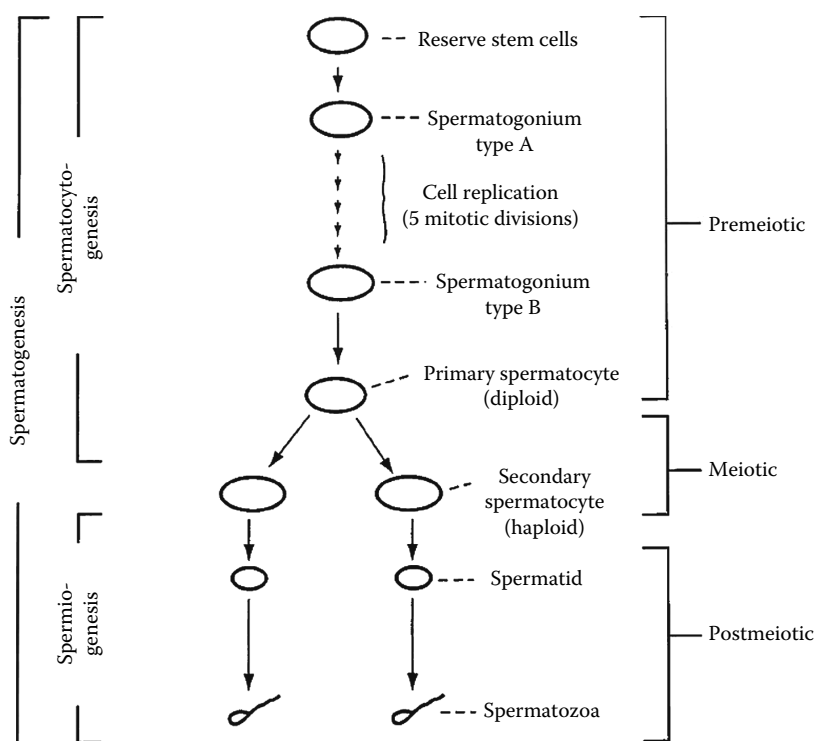 Reserve stem cells
Spermatogonium
type A
Cell replication
(5 mitotic divisions)
Spermatogonium
type B
Primary spermatocyte
(diploid)
Secondary
spermatocyte
(haploid)
Spermatid
Spermatozoa
Spermatogenesis
Spermatocyto-
genesis
Spermio-
genesis
Premeiotic
Meiotic
Postmeiotic